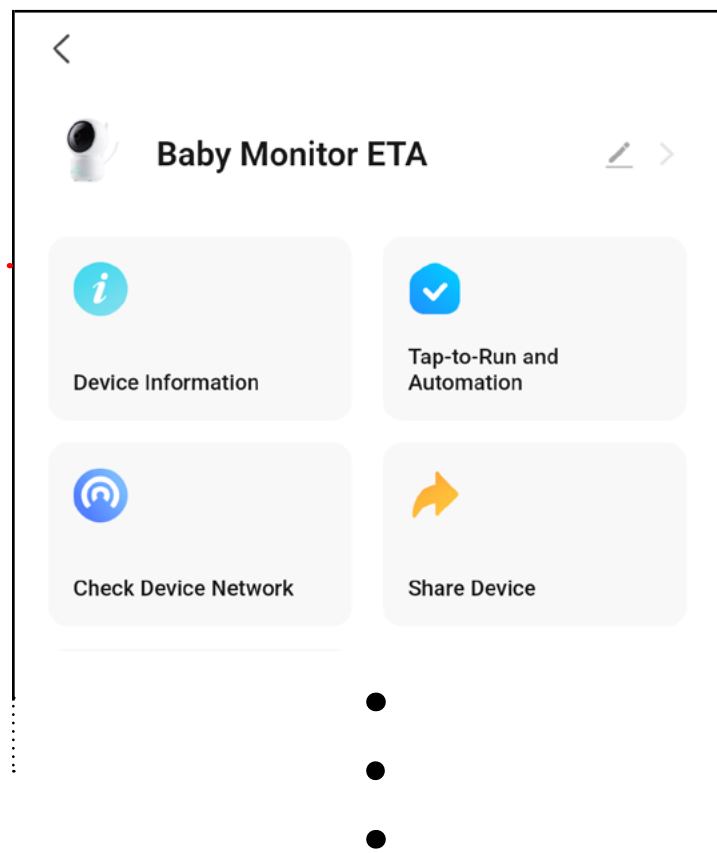 Baby Monitor ETA
Device Information
Tap-to-Run and
Automation
Check Device Network
Share Device